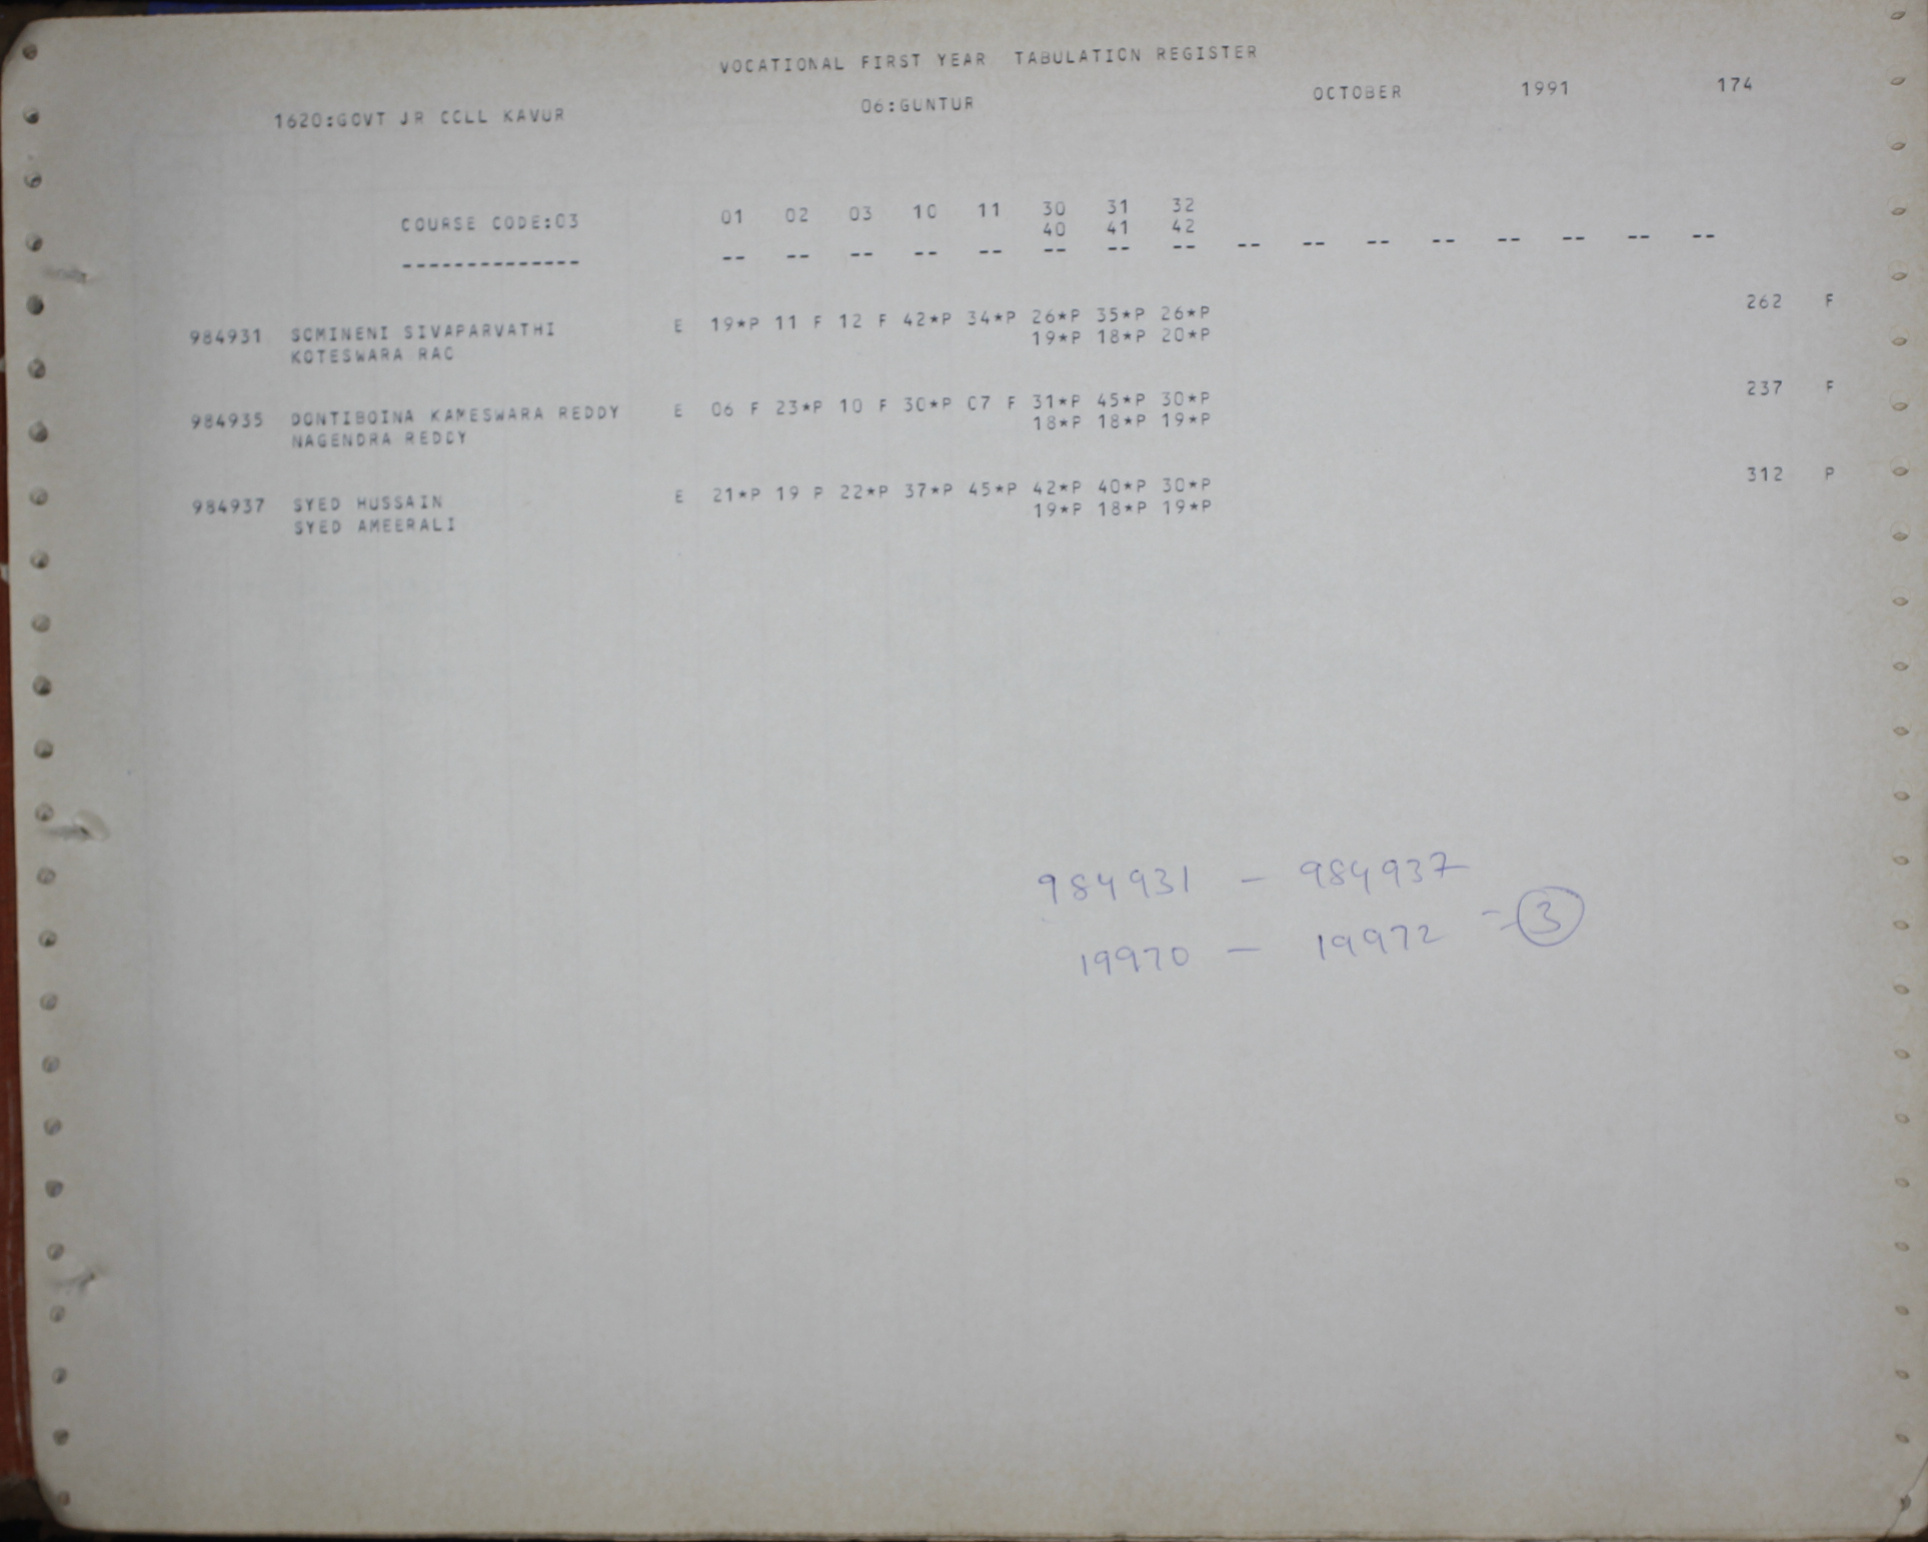 VOCATIONAL FIRST YEAR TABULATION REGISTER
1620:GOVT JR COLL KAVUR 06:GUNTUR OCTOBER 1991 174
COURSE CODE:03 01 02 03 10 11 30 31 32
40 41 42
-------------- -- -- -- -- -- -- -- -- -- -- -- -- -- -- -- --
984931 SOMINENI SIVAPARVATHI E 19*P 11 F 12 F 42*P 34*P 26*P 35*P 26*P 262 F
KOTESWARA RAO 19*P 18*P 20*P
984935 DONTIBOINA KAMESWARA REDDY E 06 F 23*P 10 F 30*P 07 F 31*P 45*P 30*P 237 F
NAGENDRA REDDY 18*P 18*P 19*P
984937 SYED HUSSAIN E 21*P 19 P 22*P 37*P 45*P 42*P 40*P 30*P 312 P
SYED AMEERALI 19*P 18*P 19*P
984931 - 984937
19970 - 19972 = 3